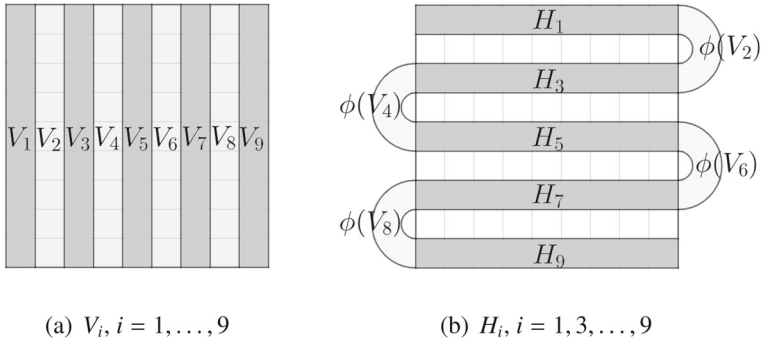 V₁ V₂ V₃ V₄ V₅ V₆ V₇ V₈ V₉
H₁
ϕ(V₂)
H₃
ϕ(V₄)
H₅
ϕ(V₆)
H₇
ϕ(V₈)
H₉
(a) Vᵢ, i = 1, . . . , 9
(b) Hᵢ, i = 1, 3, . . . , 9